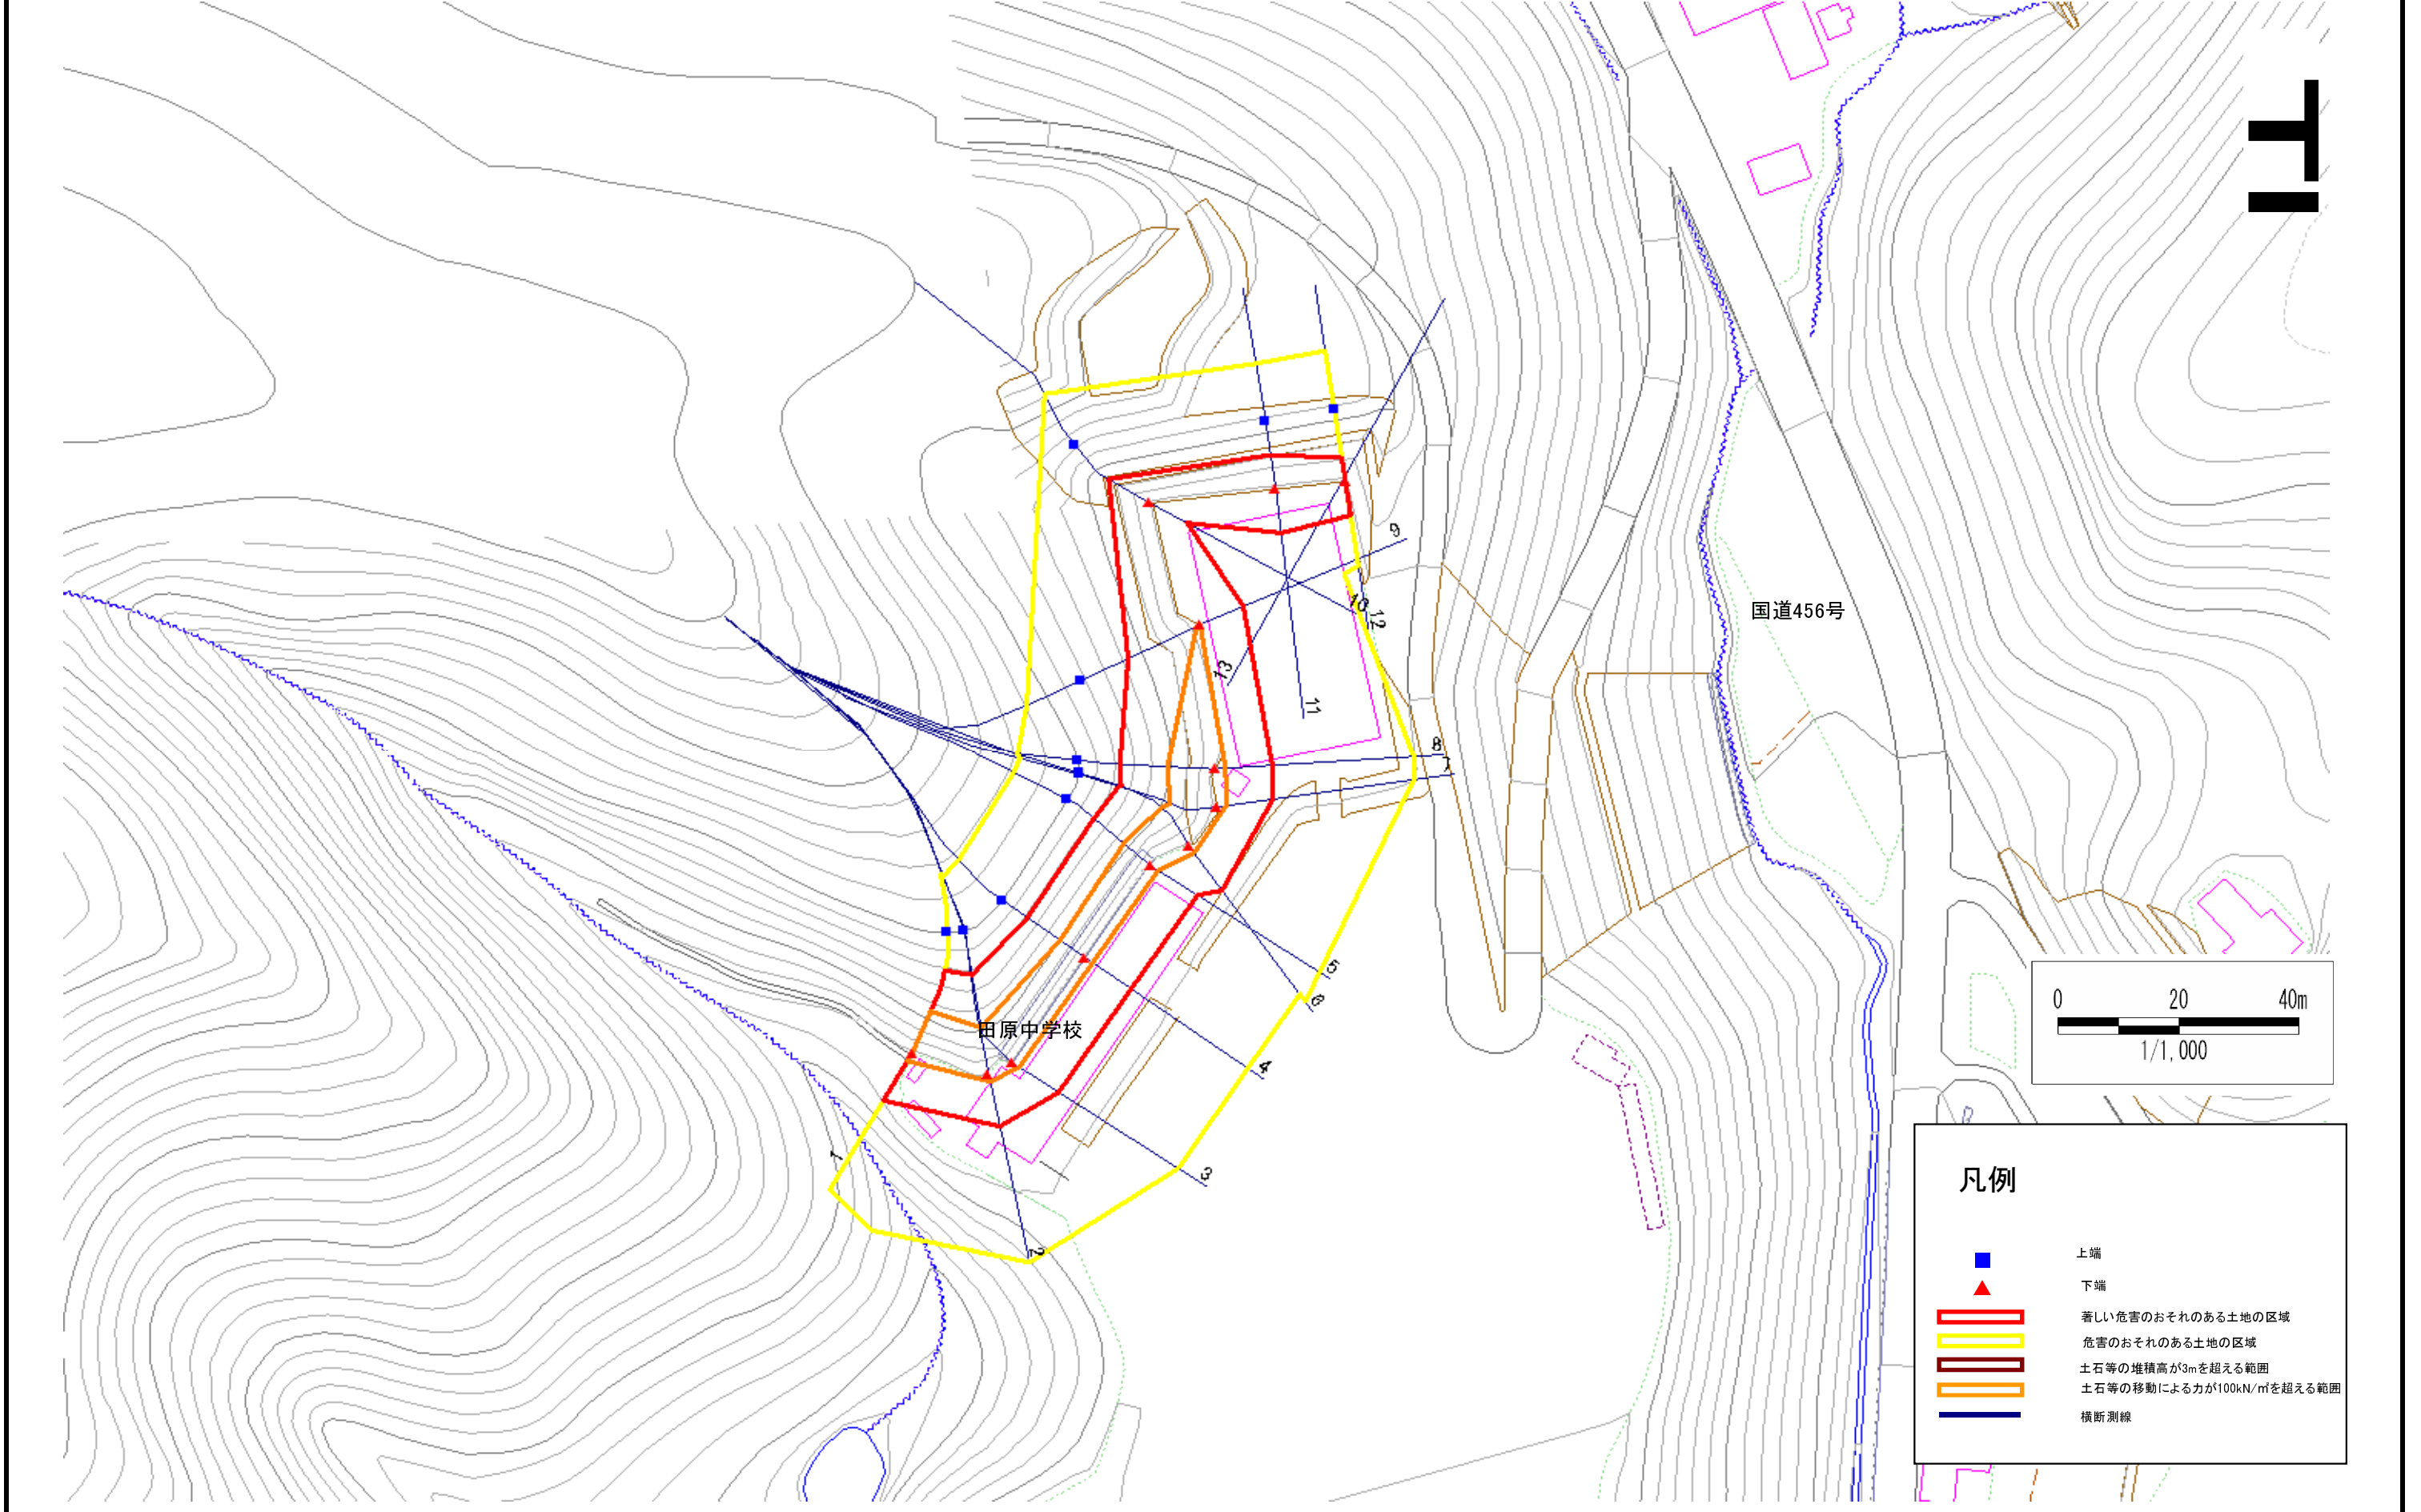 9
10
12
国道456号
13
11
8
7
5
6
田原中学校
4
3
1
2
0 20 40m
1/1,000
凡例
上端
下端
著しい危害のおそれのある土地の区域
危害のおそれのある土地の区域
土石等の堆積高が3mを超える範囲
土石等の移動による力が100kN/㎡を超える範囲
横断測線